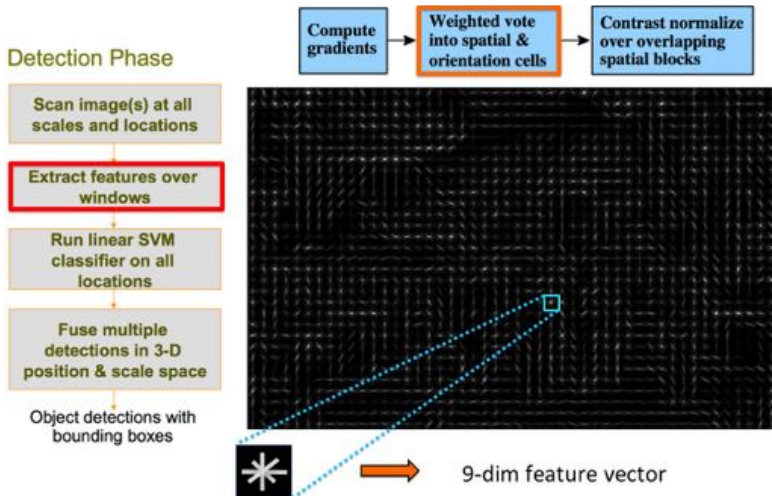 Compute
gradients
Weighted vote
into spatial &
orientation cells
Contrast normalize
over overlapping
spatial blocks
Detection Phase
Scan image(s) at all
scales and locations
Extract features over
windows
Run linear SVM
classifier on all
locations
Fuse multiple
detections in 3-D
position & scale space
Object detections with
bounding boxes
9-dim feature vector